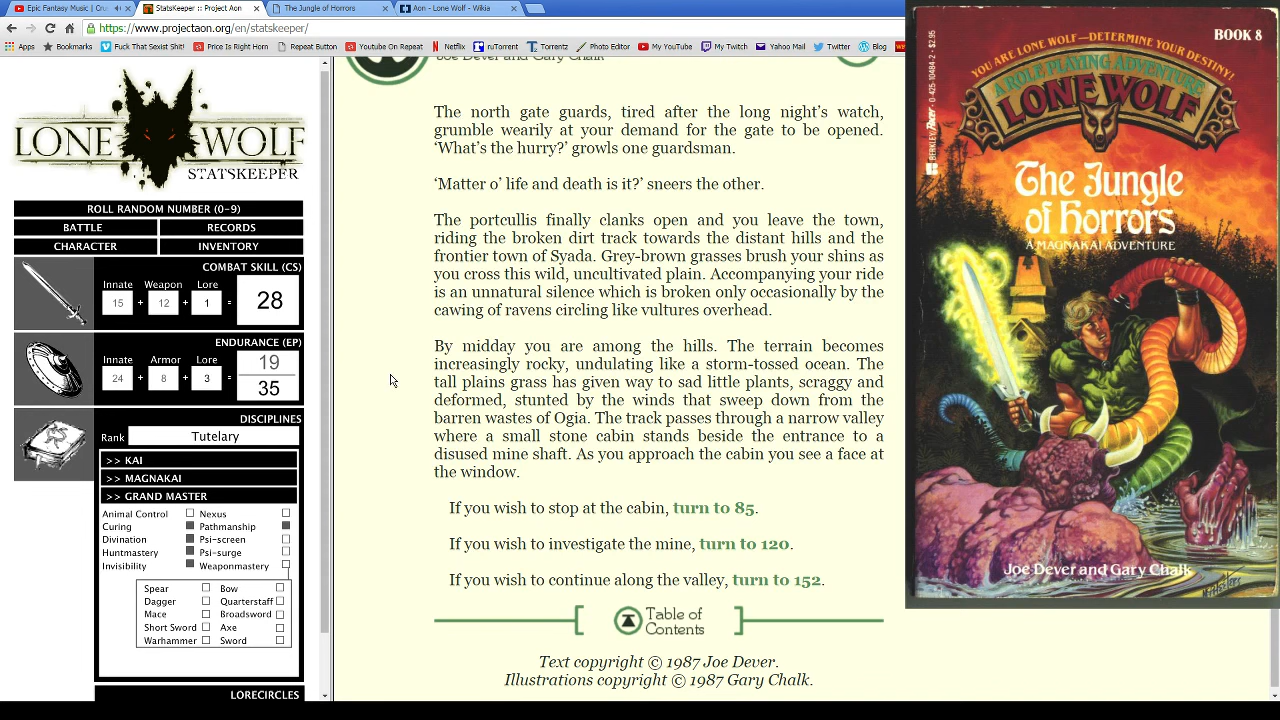 Epic Fantasy Music | Crus
StatsKeeper :: Project Aon
The Jungle of Horrors
Aon - Lone Wolf - Wikia
https://www.projectaon.org/en/statskeeper/
Apps
Bookmarks
Fuck That Sexist Shit!
Price is Right Horn
Repeat Button
Youtube On Repeat
Netflix
ruTorrent
Torrentz
Photo Editor
My YouTube
My Twitch
Yahoo Mail
Twitter
Blog
LONE WOLF
STATSKEEPER
ROLL RANDOM NUMBER (0-9)
BATTLE
RECORDS
CHARACTER
INVENTORY
COMBAT SKILL (CS)
Innate Weapon Lore
15 + 12 + 1 = 28
ENDURANCE (EP)
Innate Armor Lore
19
24 + 8 + 3 =
35
DISCIPLINES
Rank Tutelary
>> KAI
>> MAGNAKAI
>> GRAND MASTER
Animal Control Nexus
Curing Pathmanship
Divination Psi-screen
Huntmastery Psi-surge
Invisibility Weaponmastery
Spear Bow
Dagger Quarterstaff
Mace Broadsword
Short Sword Axe
Warhammer Sword
LORECIRCLES
Joe Dever and Gary Chalk
The north gate guards, tired after the long night's watch,
grumble wearily at your demand for the gate to be opened.
‘What's the hurry?’ growls one guardsman.
‘Matter o’ life and death is it?’ sneers the other.
The portcullis finally clanks open and you leave the town,
riding the broken dirt track towards the distant hills and the
frontier town of Syada. Grey-brown grasses brush your shins as
you cross this wild, uncultivated plain. Accompanying your ride
is an unnatural silence which is broken only occasionally by the
cawing of ravens circling like vultures overhead.
By midday you are among the hills. The terrain becomes
increasingly rocky, undulating like a storm-tossed ocean. The
tall plains grass has given way to sad little plants, scraggy and
deformed, stunted by the winds that sweep down from the
barren wastes of Ogia. The track passes through a narrow valley
where a small stone cabin stands beside the entrance to a
disused mine shaft. As you approach the cabin you see a face at
the window.
If you wish to stop at the cabin, turn to 85.
If you wish to investigate the mine, turn to 120.
If you wish to continue along the valley, turn to 152.
Table of
Contents
Text copyright © 1987 Joe Dever.
Illustrations copyright © 1987 Gary Chalk.
BOOK 8
YOU ARE LONE WOLF—DETERMINE YOUR DESTINY!
A ROLE PLAYING ADVENTURE
LONE WOLF
The Jungle
of Horrors
A MAGNAKAI ADVENTURE
BERKLEY/Pacer 0-425-10484-2 • $2.95
Joe Dever and Gary Chalk